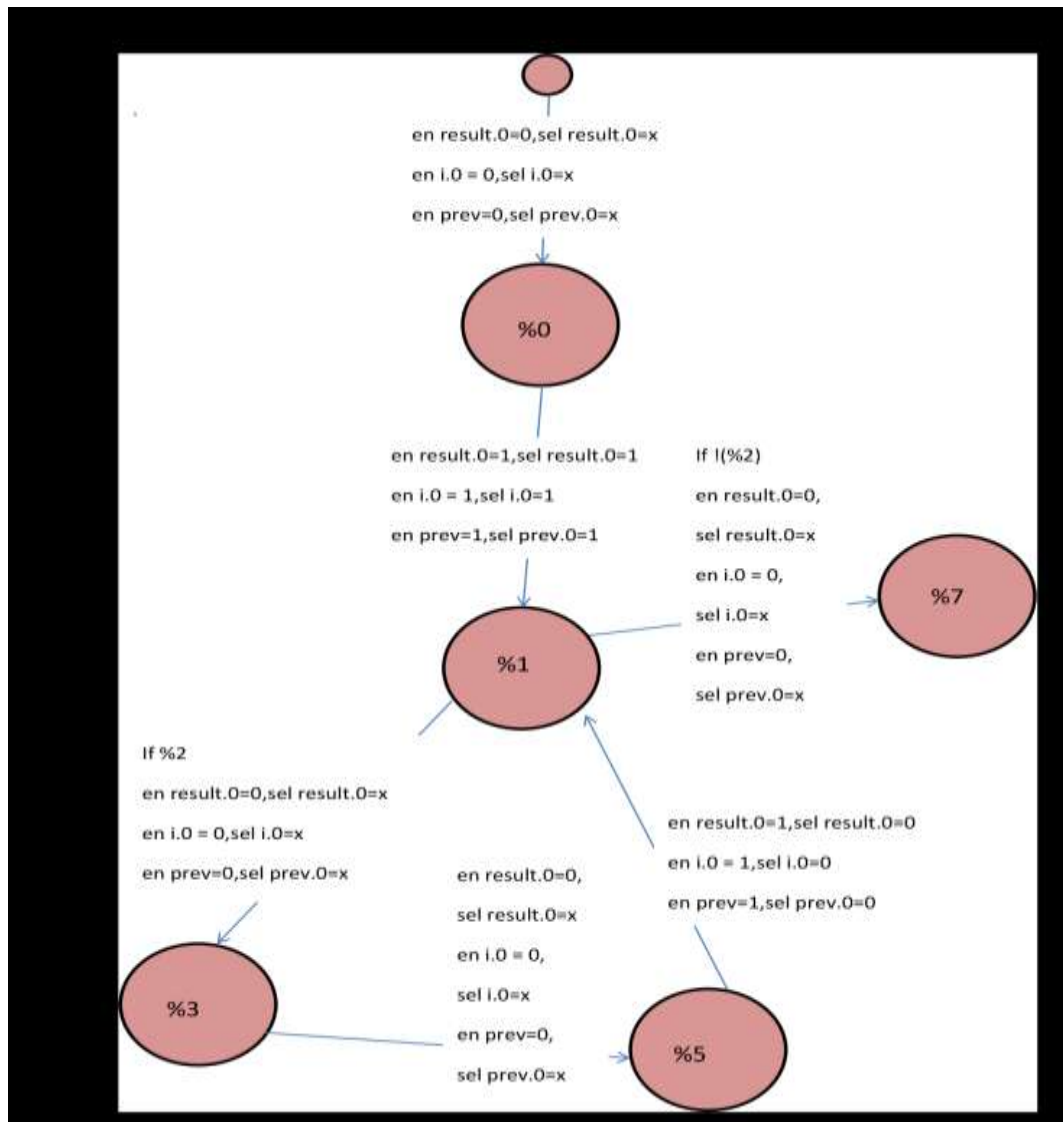 en result.0=0,sel result.0=x
en i.0 = 0,sel i.0=x
en prev=0,sel prev.0=x
%0
en result.0=1,sel result.0=1
en i.0 = 1,sel i.0=1
en prev=1,sel prev.0=1
If !(%2)
en result.0=0,
sel result.0=x
en i.0 = 0,
sel i.0=x
en prev=0,
sel prev.0=x
%7
%1
If %2
en result.0=0,sel result.0=x
en i.0 = 0,sel i.0=x
en prev=0,sel prev.0=x
en result.0=1,sel result.0=0
en i.0 = 1,sel i.0=0
en prev=1,sel prev.0=0
en result.0=0,
sel result.0=x
en i.0 = 0,
sel i.0=x
en prev=0,
sel prev.0=x
%3
%5